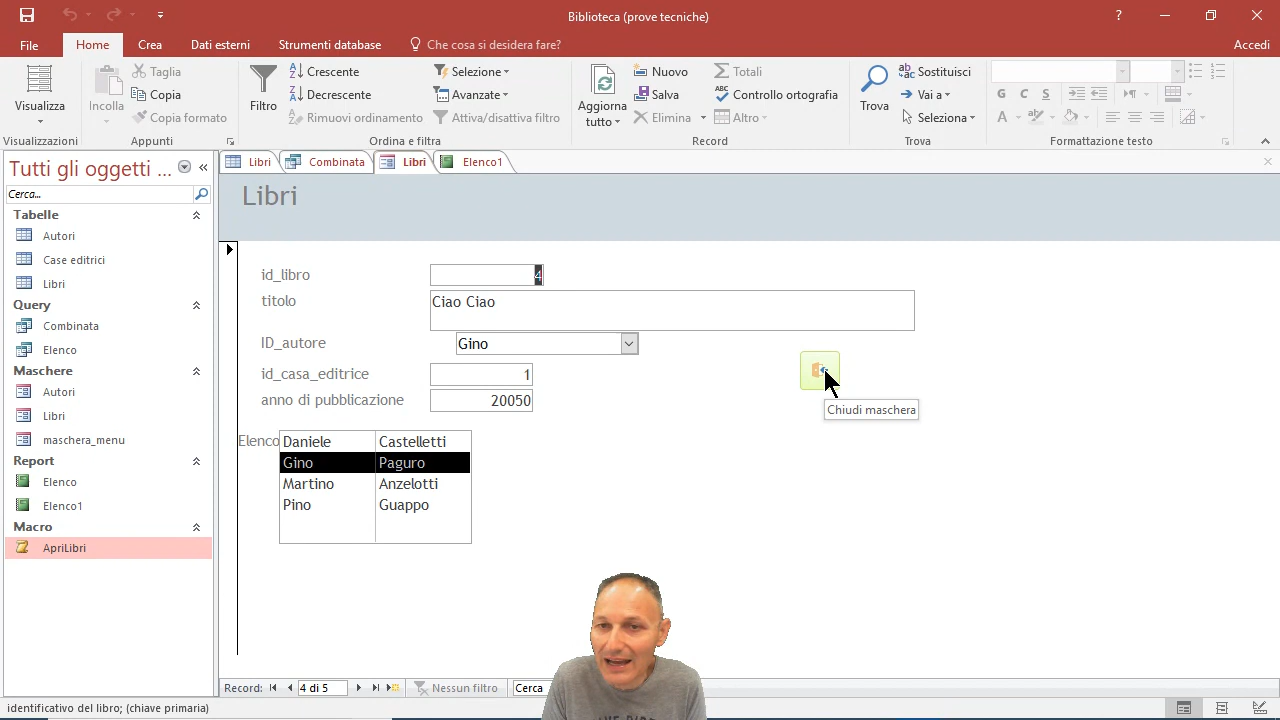 Biblioteca (prove tecniche)
?
File
Home
Crea
Dati esterni
Strumenti database
Che cosa si desidera fare?
Accedi
Visualizza
Visualizzazioni
Incolla
Taglia
Copia
Copia formato
Appunti
Filtro
Crescente
Decrescente
Rimuovi ordinamento
Selezione
Avanzate
Attiva/disattiva filtro
Ordina e filtra
Aggiorna
tutto
Nuovo
Salva
Elimina
Totali
Controllo ortografia
Altro
Record
Trova
Sostituisci
Vai a
Seleziona
Trova
G C S
A
Formattazione testo
Tutti gli oggetti ...
Cerca...
Tabelle
Autori
Case editrici
Libri
Query
Combinata
Elenco
Maschere
Autori
Libri
maschera_menu
Report
Elenco
Elenco1
Macro
ApriLibri
Libri
Combinata
Libri
Elenco1
Libri
id_libro 4
titolo Ciao Ciao
ID_autore Gino
id_casa_editrice 1
anno di pubblicazione 20050
Chiudi maschera
Elenco
Daniele Castelletti
Gino Paguro
Martino Anzelotti
Pino Guappo
Record: 4 di 5 Nessun filtro Cerca
identificativo del libro; (chiave primaria)